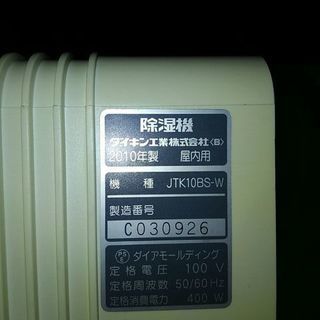 除湿機
ダイキン工業株式会社〈B〉
2010年製 屋内用
機種 JTK10BS-W
製造番号
C030926
PSE ダイアモールディング
定格電圧 100 V
定格周波数 50/60 Hz
定格消費電力 400 W